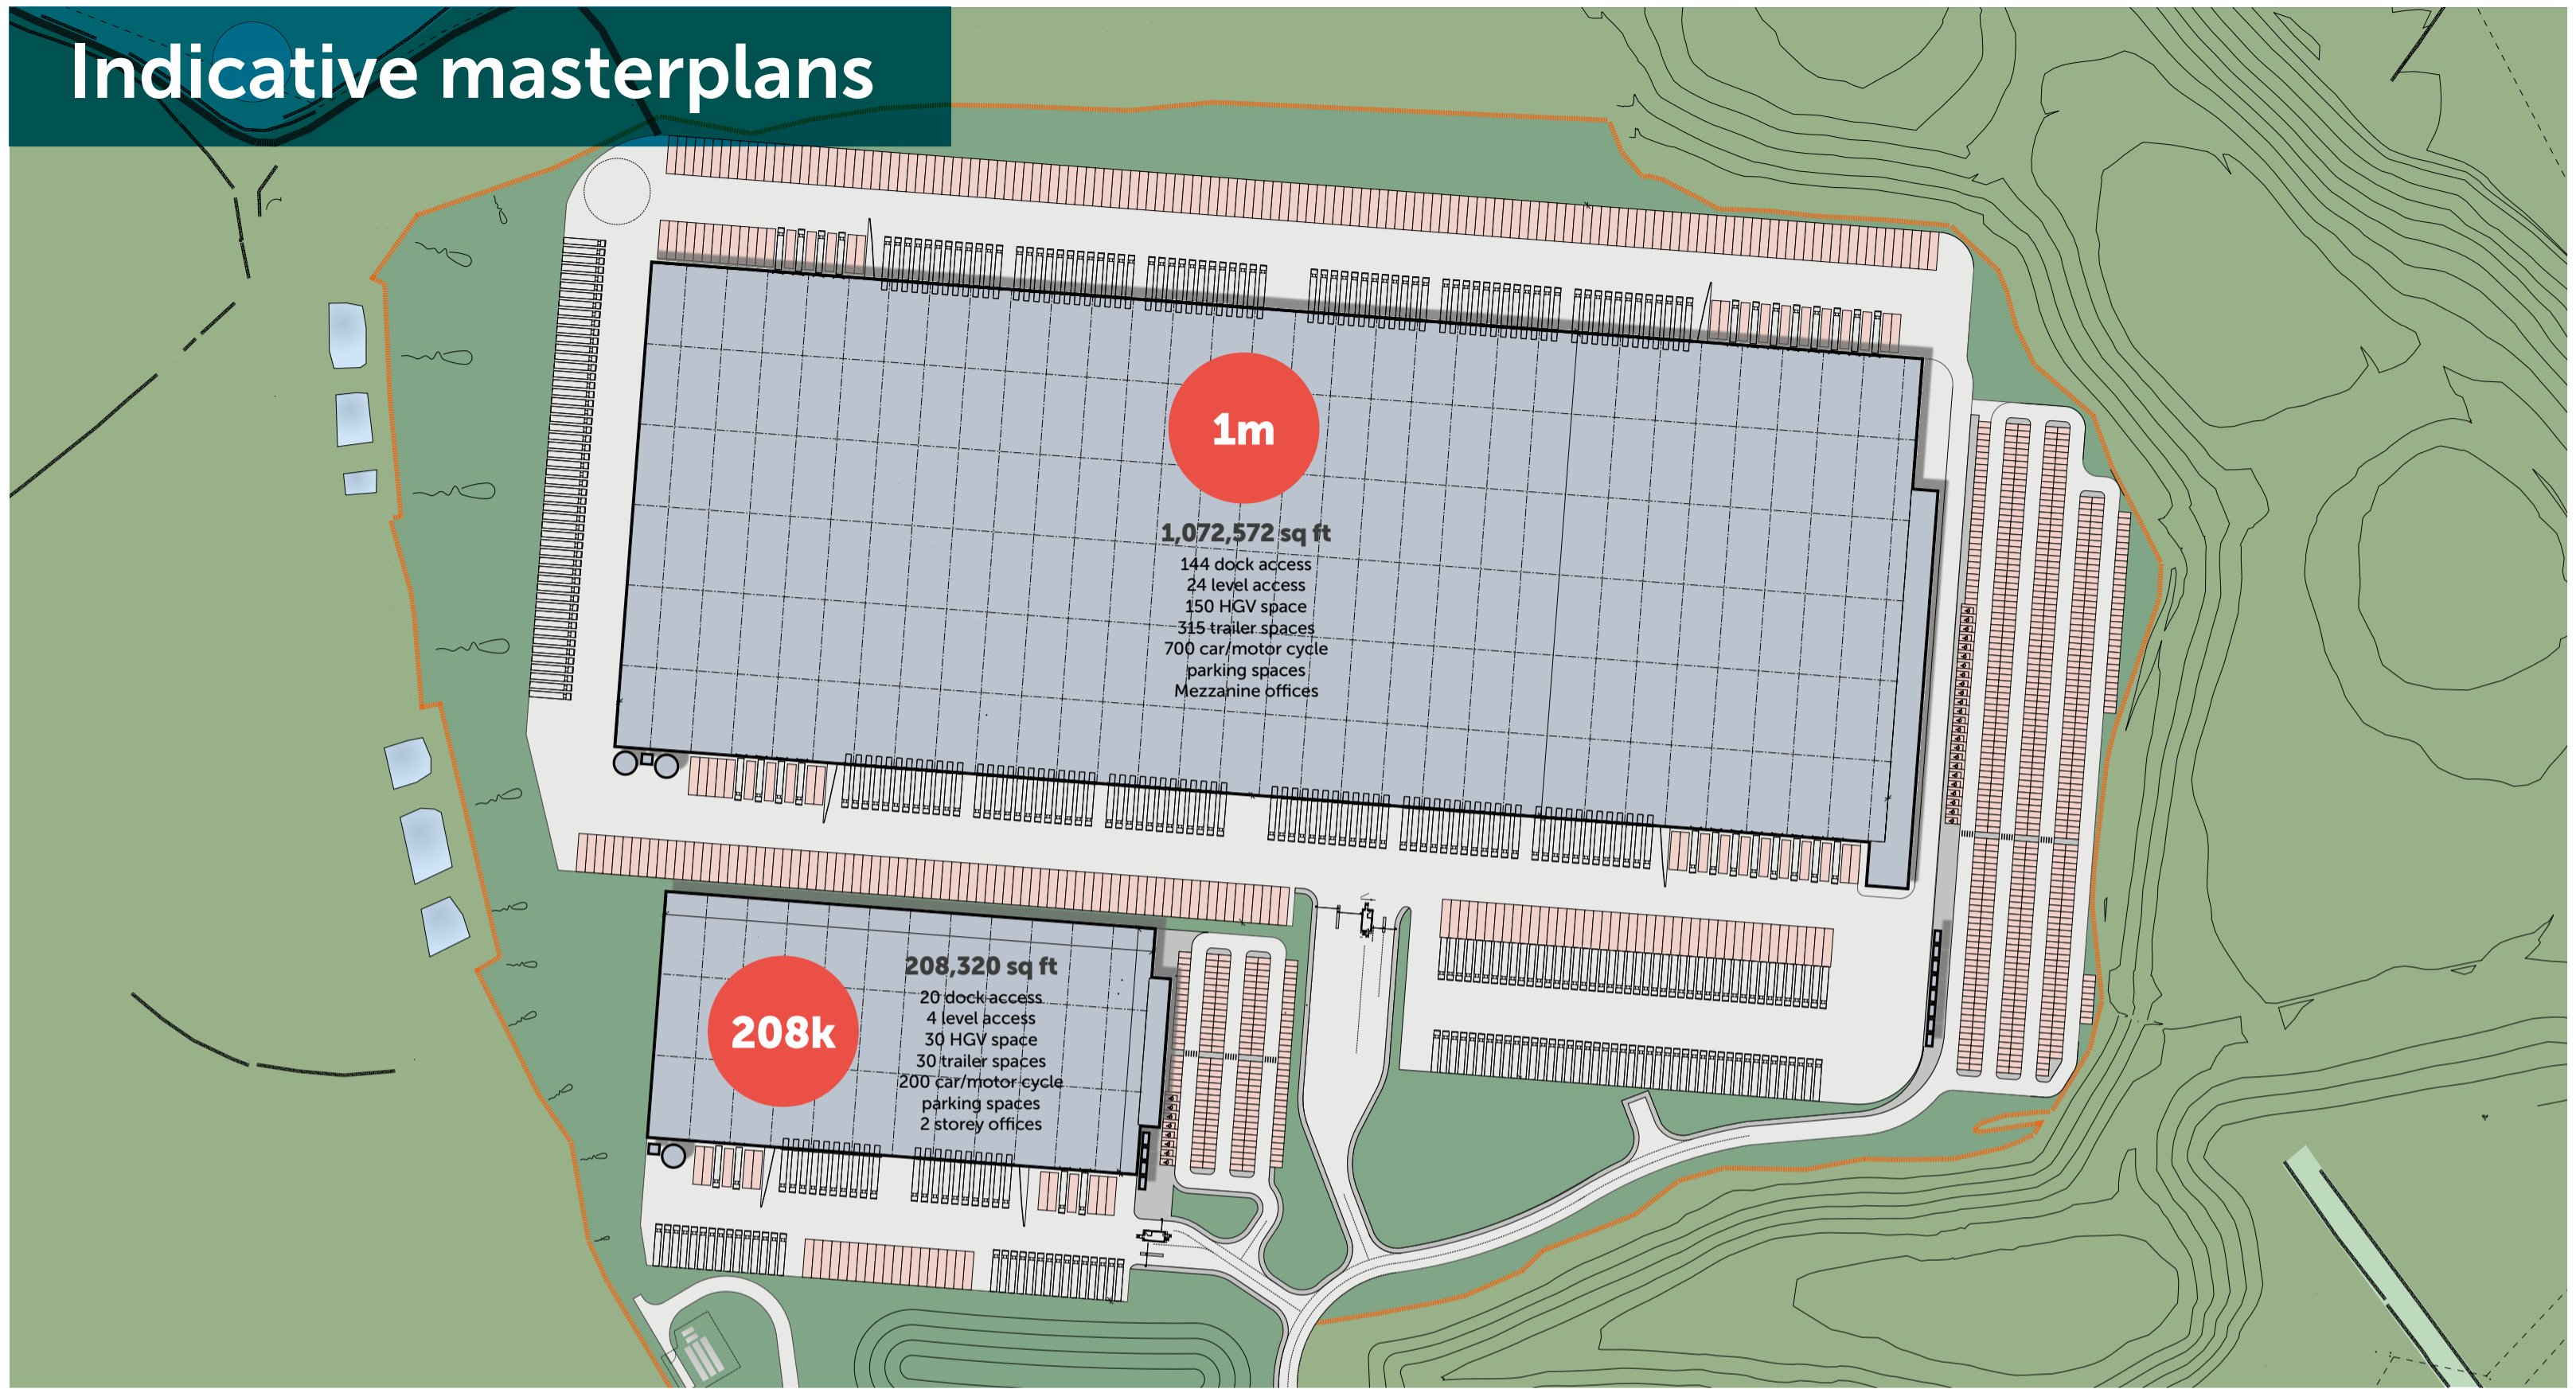 Indicative masterplans
1m
1,072,572 sq ft
144 dock access
24 level access
150 HGV space
315 trailer spaces
700 car/motor cycle
parking spaces
Mezzanine offices
208k
208,320 sq ft
20 dock access
4 level access
30 HGV space
30 trailer spaces
200 car/motor cycle
parking spaces
2 storey offices